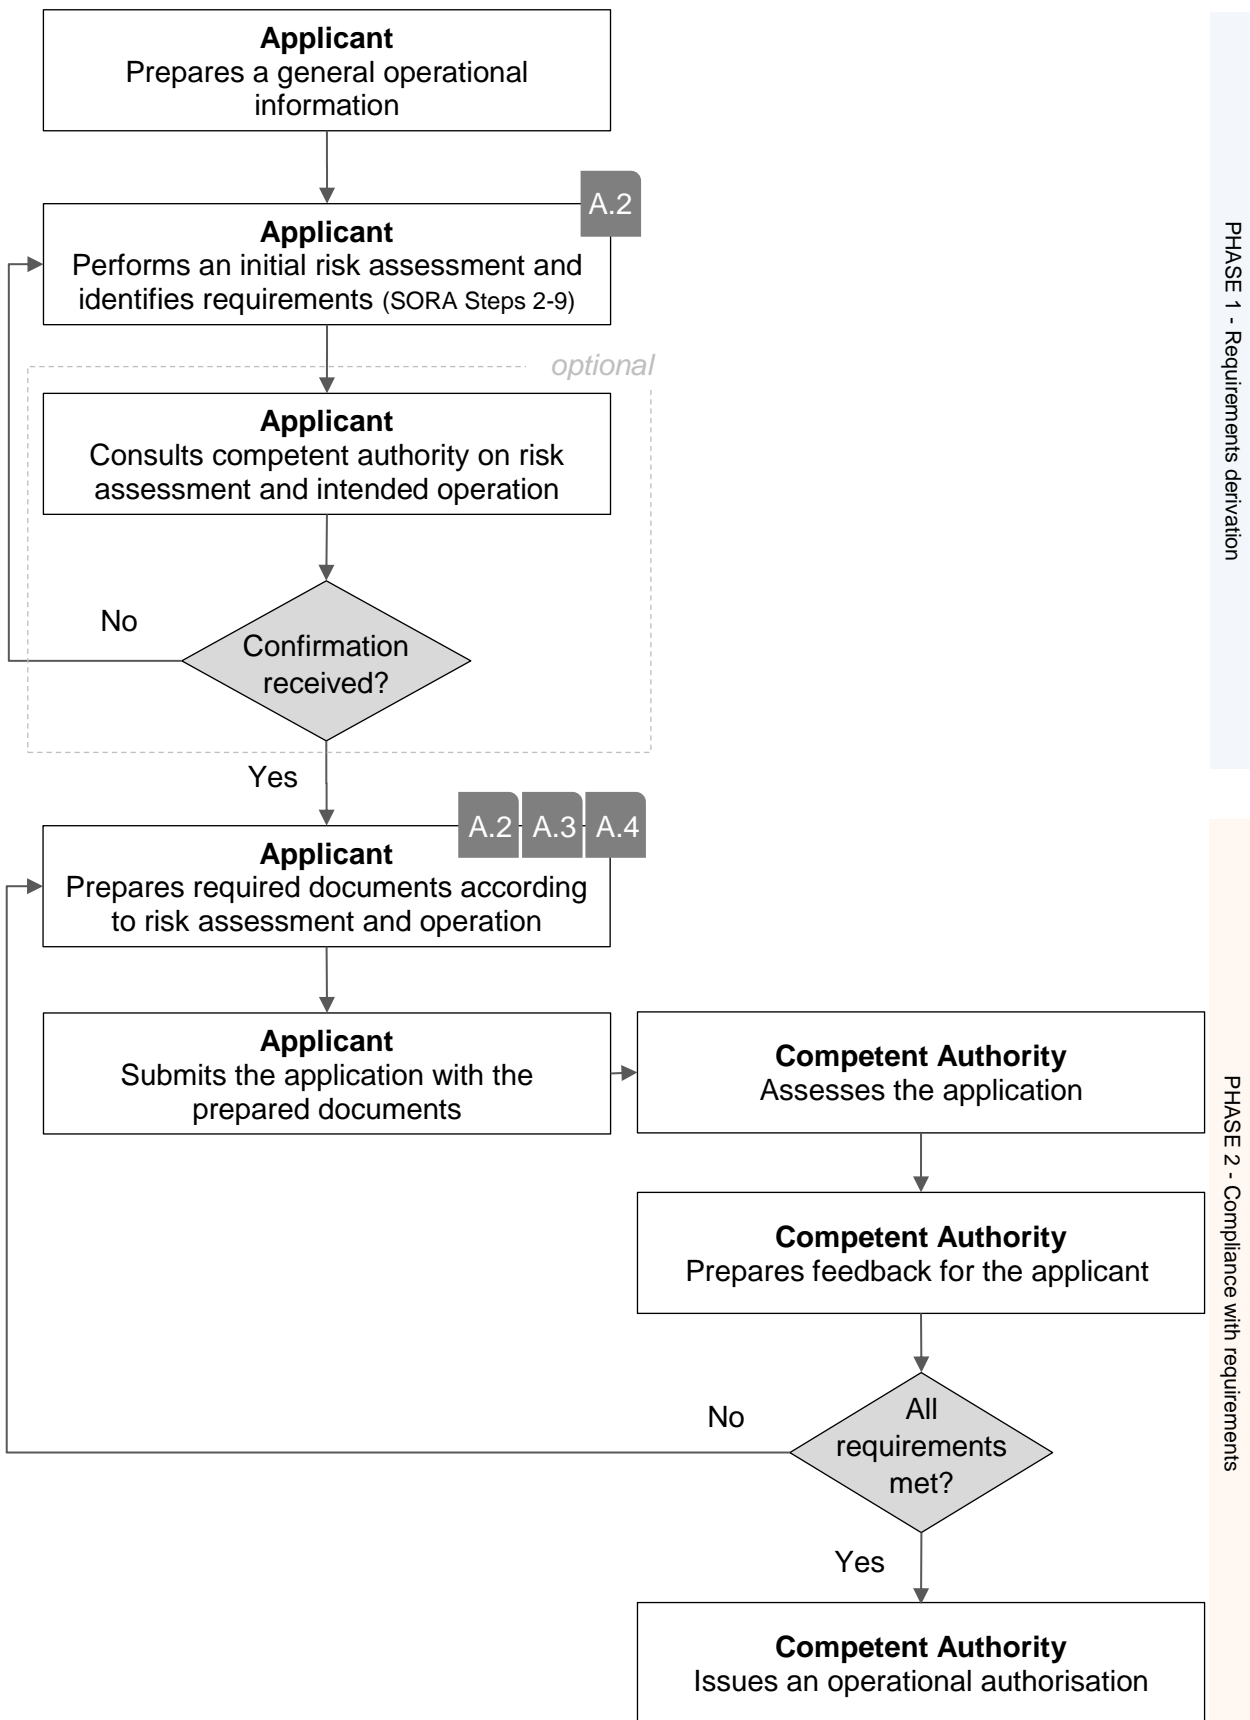 Applicant
Prepares a general operational
information
A.2
Applicant
Performs an initial risk assessment and
identifies requirements (SORA Steps 2-9)
optional
Applicant
Consults competent authority on risk
assessment and intended operation
No
Confirmation
received?
Yes
PHASE 1 - Requirements derivation
A.2 A.3 A.4
Applicant
Prepares required documents according
to risk assessment and operation
Applicant
Submits the application with the
prepared documents
Competent Authority
Assesses the application
Competent Authority
Prepares feedback for the applicant
No
All
requirements
met?
Yes
Competent Authority
Issues an operational authorisation
PHASE 2 - Compliance with requirements